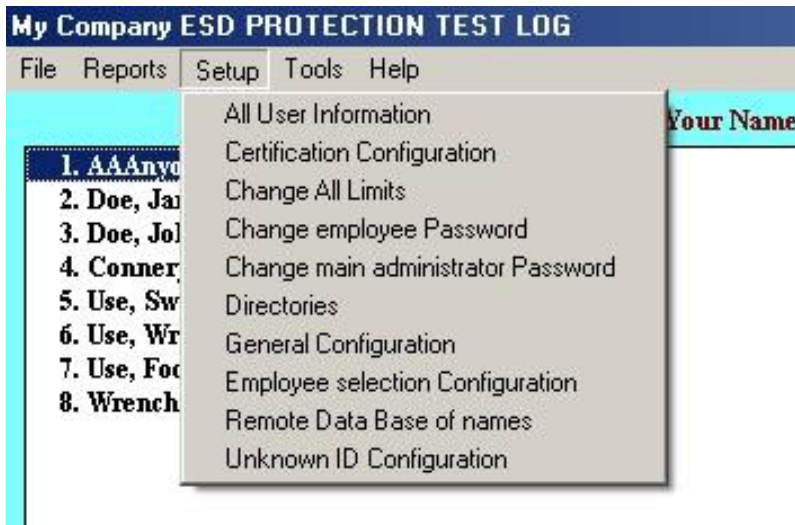 My Company ESD PROTECTION TEST LOG
File Reports Setup Tools Help
Your Name
All User Information
Certification Configuration
Change All Limits
Change employee Password
Change main administrator Password
Directories
General Configuration
Employee selection Configuration
Remote Data Base of names
Unknown ID Configuration
1. AAAnyo
2. Doe, Jan
3. Doe, Jol
4. Conner
5. Use, Sw
6. Use, Wr
7. Use, Foo
8. Wrench